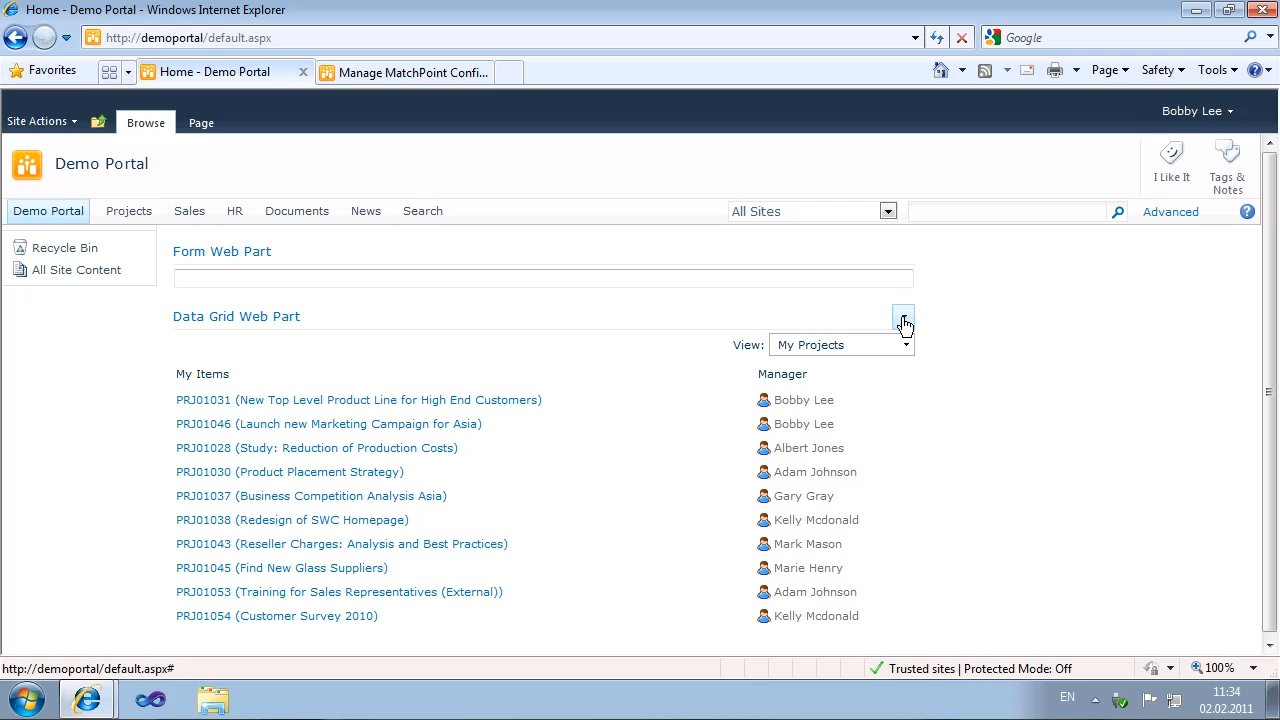 Home - Demo Portal - Windows Internet Explorer
http://demoportal/default.aspx
Google
Favorites
Home - Demo Portal
Manage MatchPoint Confi...
Page
Safety
Tools
Site Actions
Browse
Page
Bobby Lee
Demo Portal
I Like It
Tags & Notes
Demo Portal
Projects
Sales
HR
Documents
News
Search
All Sites
Advanced
Recycle Bin
All Site Content
Form Web Part
Data Grid Web Part
View: My Projects
My Items Manager
PRJ01031 (New Top Level Product Line for High End Customers) Bobby Lee
PRJ01046 (Launch new Marketing Campaign for Asia) Bobby Lee
PRJ01028 (Study: Reduction of Production Costs) Albert Jones
PRJ01030 (Product Placement Strategy) Adam Johnson
PRJ01037 (Business Competition Analysis Asia) Gary Gray
PRJ01038 (Redesign of SWC Homepage) Kelly Mcdonald
PRJ01043 (Reseller Charges: Analysis and Best Practices) Mark Mason
PRJ01045 (Find New Glass Suppliers) Marie Henry
PRJ01053 (Training for Sales Representatives (External)) Adam Johnson
PRJ01054 (Customer Survey 2010) Kelly Mcdonald
http://demoportal/default.aspx#
Trusted sites | Protected Mode: Off
100%
EN
11:34
02.02.2011